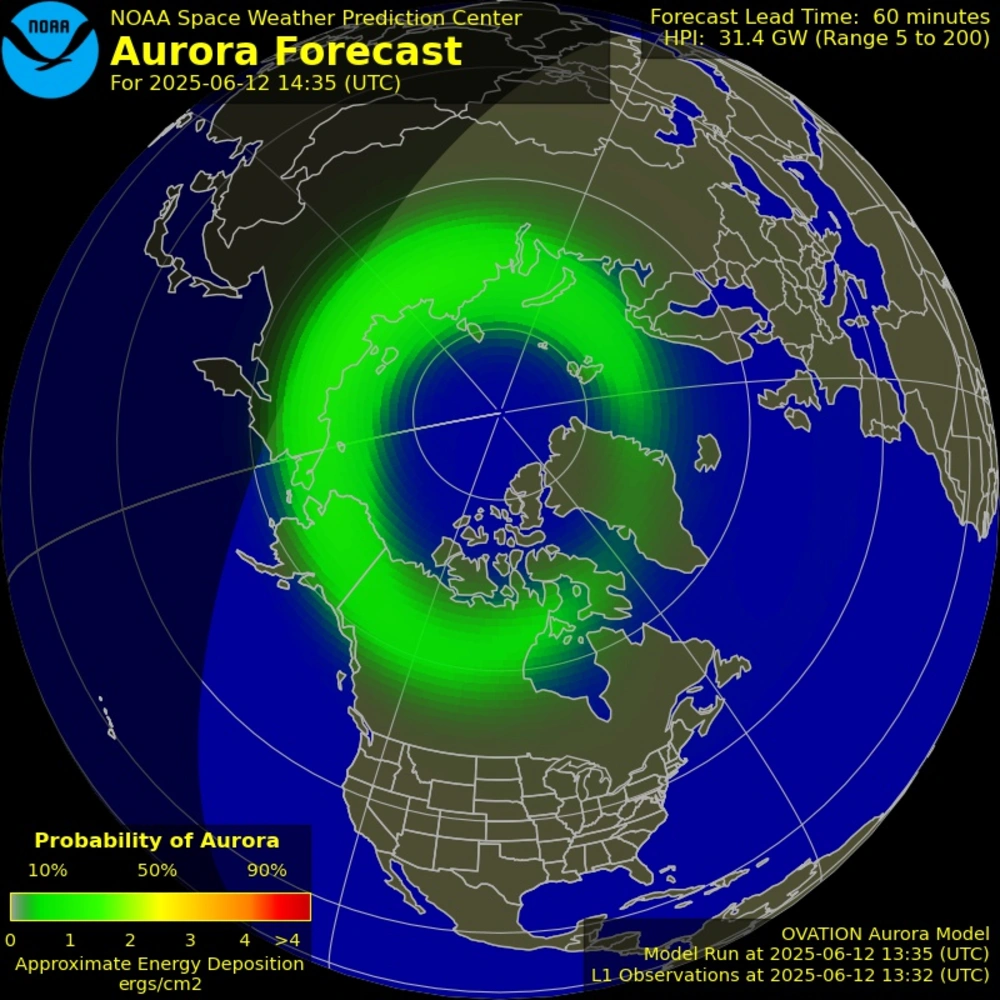 NOAA
NOAA Space Weather Prediction Center
Aurora Forecast
For 2025-06-12 14:35 (UTC)
Forecast Lead Time: 60 minutes
HPI: 31.4 GW (Range 5 to 200)
Probability of Aurora
10% 50% 90%
0 1 2 3 4 >4
Approximate Energy Deposition
ergs/cm2
OVATION Aurora Model
Model Run at 2025-06-12 13:35 (UTC)
L1 Observations at 2025-06-12 13:32 (UTC)